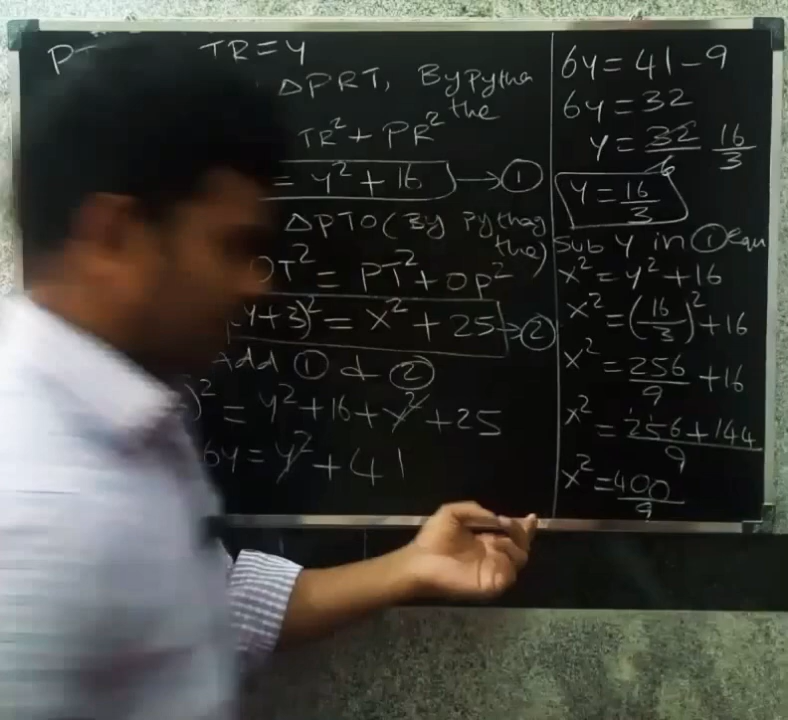 TR = y
ΔPRT, By Pytha
the
TR² + PR²
= y² + 16 → ①
ΔPTO (By Pythag
the)
OT² = PT² + OP²
y+3)² = x² + 25 → ②
Add ① & ②
)² = y² + 16 + x² + 25
6y = y² + 41
6y = 41 - 9
6y = 32
y = 32/6 16/3
y = 16/3
Sub y in ① equ
x² = y² + 16
x² = (16/3)² + 16
x² = 256/9 + 16
x² = 256 + 144/9
x² = 400/9